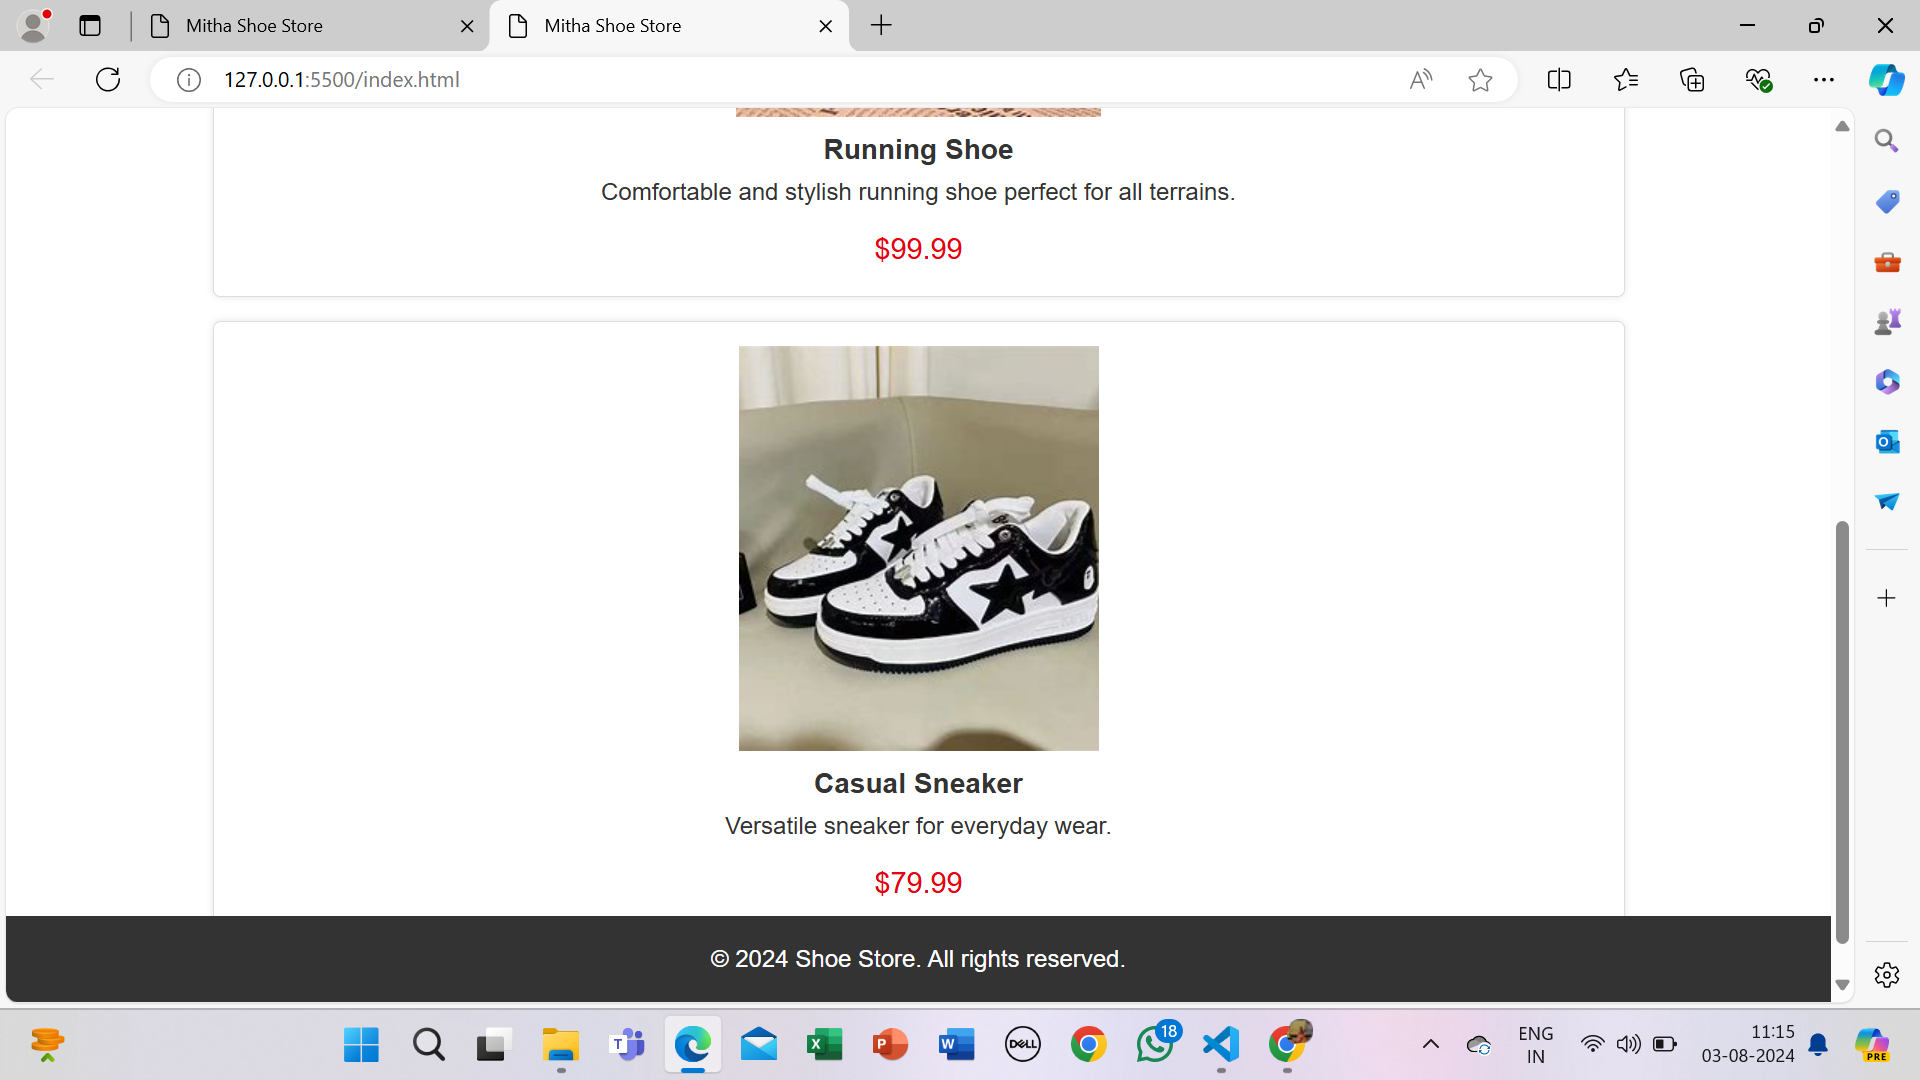 Mitha Shoe Store
Mitha Shoe Store
127.0.0.1:5500/index.html
Running Shoe
Comfortable and stylish running shoe perfect for all terrains.
$99.99
Casual Sneaker
Versatile sneaker for everyday wear.
$79.99
© 2024 Shoe Store. All rights reserved.
DELL
18
ENG
IN
11:15
03-08-2024
PRE